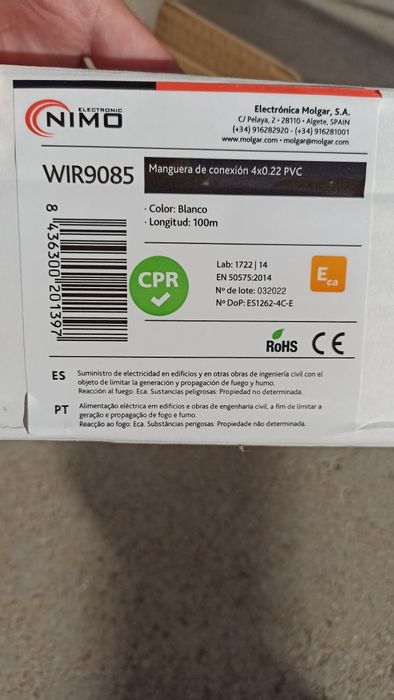 ELECTRONIC
NIMO
Electrónica Molgar, S.A.
C/ Pelaya, 2 • 28110 • Algete, SPAIN
(+34) 916282920 - (+34) 916281001
www.molgar.com • molgar@molgar.com
WIR9085
Manguera de conexión 4x0.22 PVC
· Color: Blanco
· Longitud: 100m
8 436300 201397
CPR
Lab: 1722 | 14
EN 50575:2014
Nº de lote: 032022
Nº DoP: ES1262-4C-E
Eca
RoHS CE
ES Suministro de electricidad en edificios y en otras obras de ingeniería civil con el
objeto de limitar la generación y propagación de fuego y humo.
Reacción al fuego: Eca. Sustancias peligrosas: Propiedad no determinada.
PT Alimentação eléctrica em edificios e obras de engenharia civil, a fim de limitar a
geração e propagação de fogo e fumo.
Reacção ao fogo: Eca. Substâncias perigosas: Propiedade não determinada.